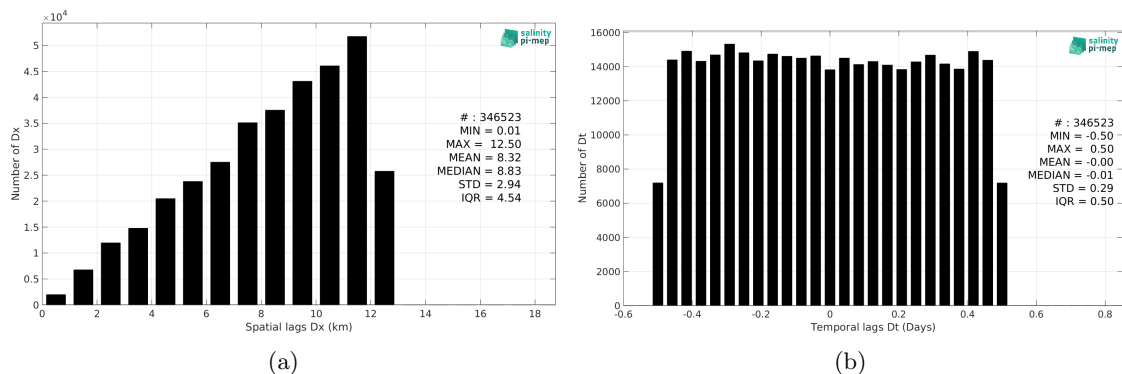 ×10⁴
5
4.5
4
3.5
3
2.5
2
1.5
1
0.5
0
Number of Dx
0 2 4 6 8 10 12 14 16 18
Spatial lags Dx (km)
salinity
pi-mep
# : 346523
MIN = 0.01
MAX = 12.50
MEAN = 8.32
MEDIAN = 8.83
STD = 2.94
IQR = 4.54
(a)
16000
14000
12000
10000
8000
6000
4000
2000
0
Number of Dt
-0.6 -0.4 -0.2 0 0.2 0.4 0.6 0.8
Temporal lags Dt (Days)
salinity
pi-mep
# : 346523
MIN = -0.50
MAX = 0.50
MEAN = -0.00
MEDIAN = -0.01
STD = 0.29
IQR = 0.50
(b)